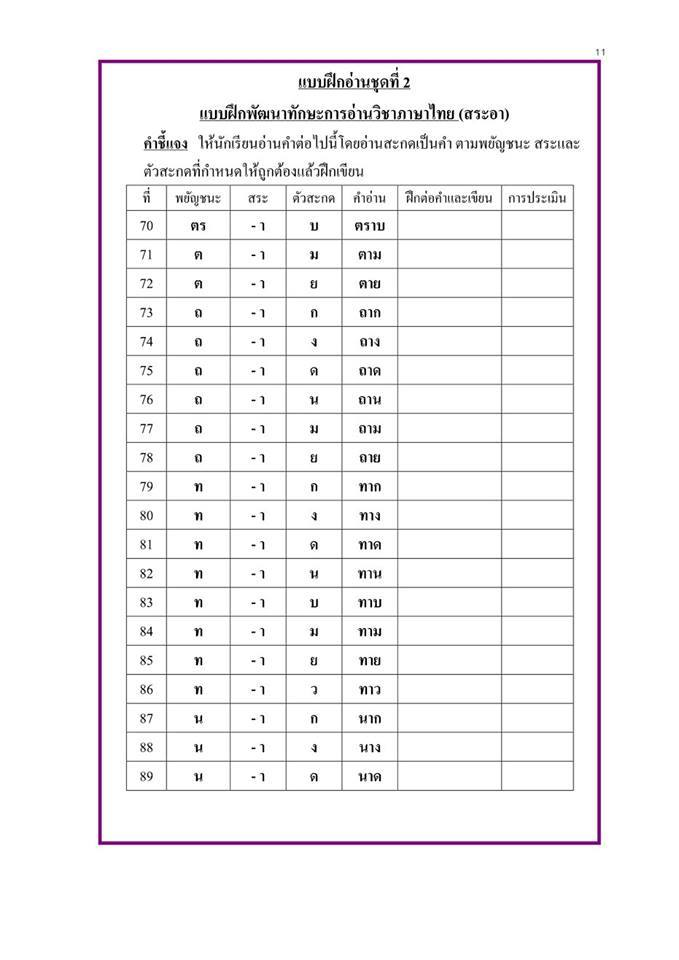 11
แบบฝึกอ่านชุดที่ 2
แบบฝึกพัฒนาทักษะการอ่านวิชาภาษาไทย (สระอา)
คำชี้แจง ให้นักเรียนอ่านคำต่อไปนี้โดยอ่านสะกดเป็นคำ ตามพยัญชนะ สระและ
ตัวสะกดที่กำหนดให้ถูกต้องแล้วฝึกเขียน
ที่ พยัญชนะ สระ ตัวสะกด คำอ่าน ฝึกต่อคำและเขียน การประเมิน
70 ตร - า บ ตราบ
71 ต - า ม ตาม
72 ต - า ย ตาย
73 ถ - า ก ถาก
74 ถ - า ง ถาง
75 ถ - า ด ถาด
76 ถ - า น ถาน
77 ถ - า ม ถาม
78 ถ - า ย ถาย
79 ท - า ก ทาก
80 ท - า ง ทาง
81 ท - า ด ทาด
82 ท - า น ทาน
83 ท - า บ ทาบ
84 ท - า ม ทาม
85 ท - า ย ทาย
86 ท - า ว ทาว
87 น - า ก นาก
88 น - า ง นาง
89 น - า ด นาด